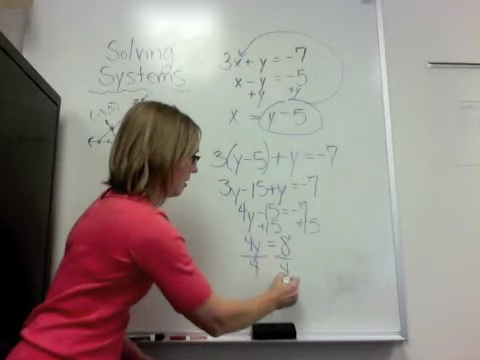 Solving
Systems
3x + y = -7
x - y = -5
+y +y
x = y - 5
3(y-5) + y = -7
3y - 15 + y = -7
4y - 15 = -7
+15 +15
4y = 8
4 4